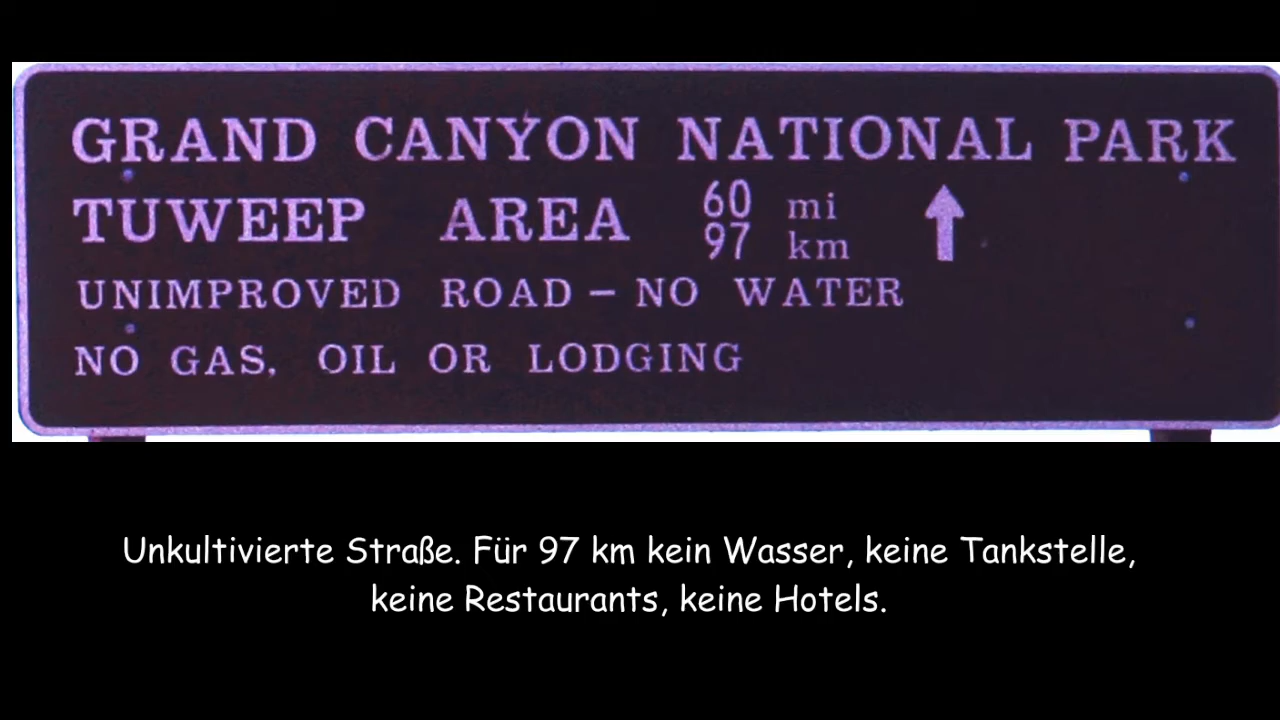 GRAND CANYON NATIONAL PARK
TUWEEP AREA 60 mi
97 km ↑
UNIMPROVED ROAD – NO WATER
NO GAS, OIL OR LODGING
Unkultivierte Straße. Für 97 km kein Wasser, keine Tankstelle,
keine Restaurants, keine Hotels.